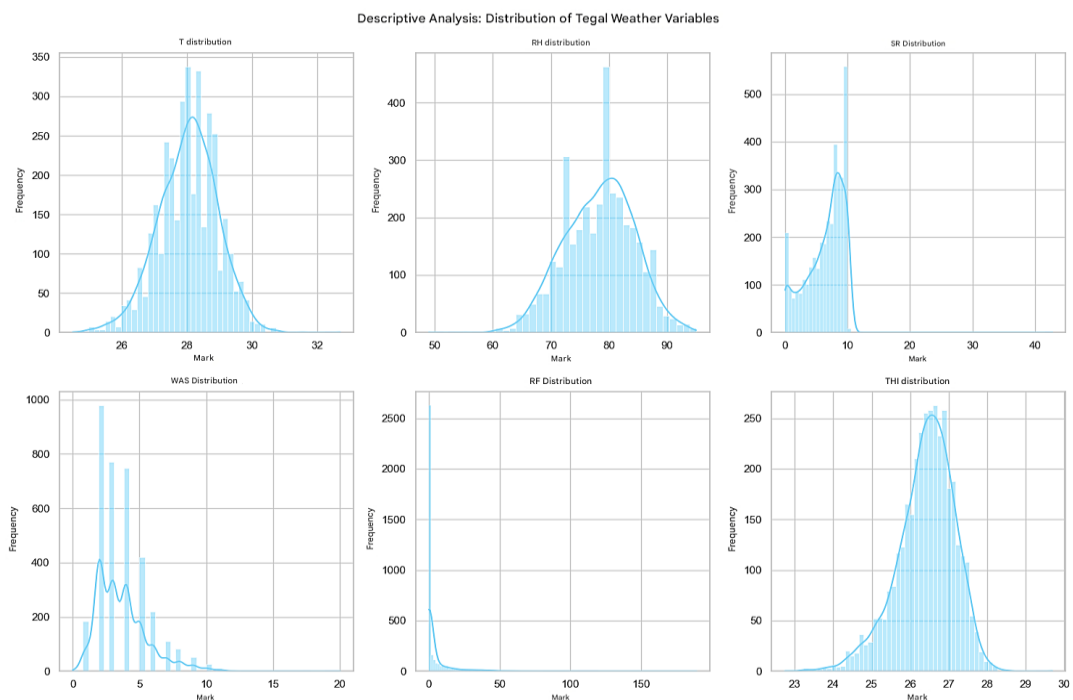 Descriptive Analysis: Distribution of Tegal Weather Variables
T distribution
350
300
250
200
150
100
50
0
Frequency
26 28 30 32
Mark
RH distribution
400
300
200
100
0
Frequency
50 60 70 80 90
Mark
SR Distribution
500
400
300
200
100
0
Frequency
0 10 20 30 40
Mark
WAS Distribution
1000
800
600
400
200
0
Frequency
0 5 10 15 20
Mark
RF Distribution
2500
2000
1500
1000
500
0
Frequency
0 50 100 150
Mark
THI distribution
250
200
150
100
50
0
Frequency
23 24 25 26 27 28 29 30
Mark